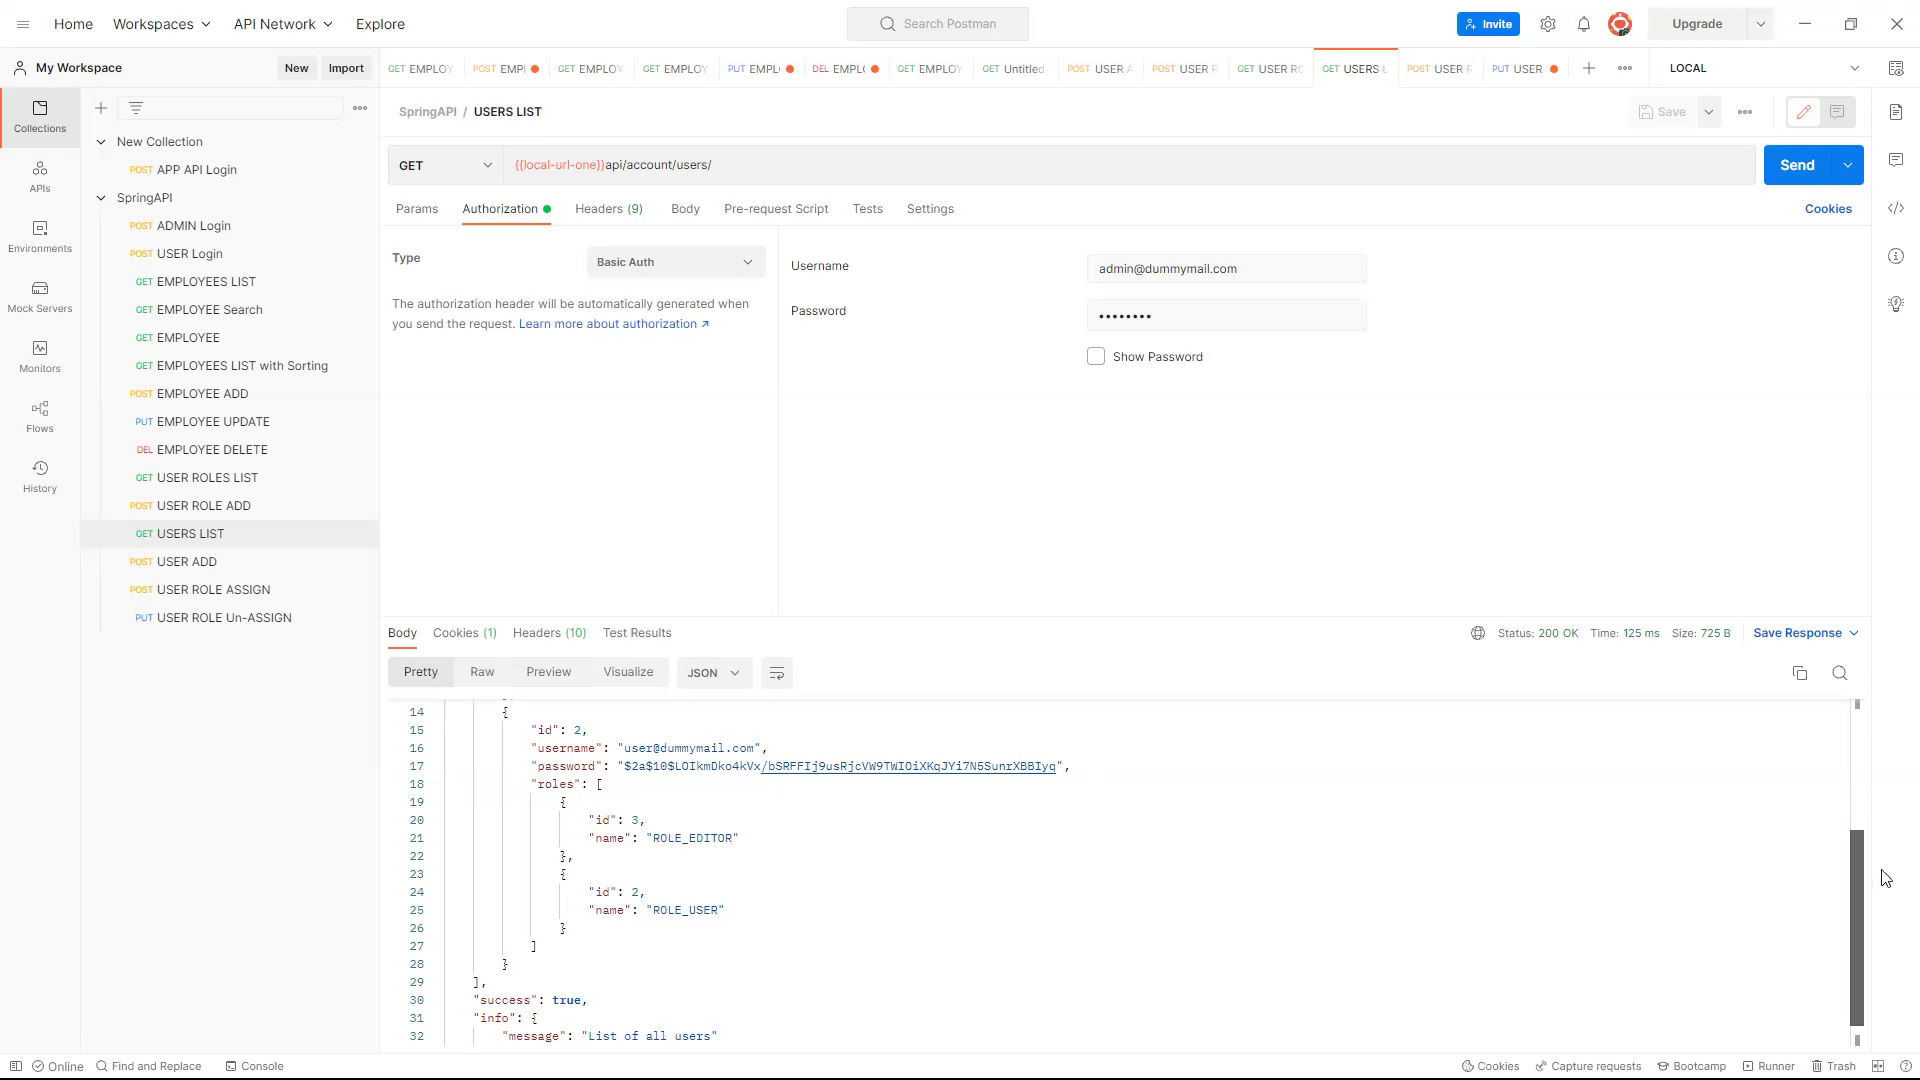 Home Workspaces API Network Explore Search Postman Invite Upgrade
My Workspace New Import GET EMPLOY POST EMPL GET EMPLOY GET EMPLOY PUT EMPL DEL EMPL GET EMPLOY GET Untitled POST USER A POST USER F GET USER RC GET USERS L POST USER F PUT USER LOCAL
SpringAPI / USERS LIST Save
GET {{local-url-one}}api/account/users/ Send
Params Authorization Headers (9) Body Pre-request Script Tests Settings Cookies
Collections
APIs
Environments
Mock Servers
Monitors
Flows
History
New Collection
POST APP API Login
SpringAPI
POST ADMIN Login
POST USER Login
GET EMPLOYEES LIST
GET EMPLOYEE Search
GET EMPLOYEE
GET EMPLOYEES LIST with Sorting
POST EMPLOYEE ADD
PUT EMPLOYEE UPDATE
DEL EMPLOYEE DELETE
GET USER ROLES LIST
POST USER ROLE ADD
GET USERS LIST
POST USER ADD
POST USER ROLE ASSIGN
PUT USER ROLE Un-ASSIGN
Type Basic Auth
The authorization header will be automatically generated when
you send the request. Learn more about authorization ↗
Username admin@dummymail.com
Password ••••••••
Show Password
Body Cookies (1) Headers (10) Test Results Status: 200 OK Time: 125 ms Size: 725 B Save Response
Pretty Raw Preview Visualize JSON
14 {
15 "id": 2,
16 "username": "user@dummymail.com",
17 "password": "$2a$10$LOIkmDko4kVx/bSRFFIj9usRjcVW9TWIOiXKqJYi7N5SunrXBBIyq",
18 "roles": [
19 {
20 "id": 3,
21 "name": "ROLE_EDITOR"
22 },
23 {
24 "id": 2,
25 "name": "ROLE_USER"
26 }
27 ]
28 }
29 ],
30 "success": true,
31 "info": {
32 "message": "List of all users"
Online Find and Replace Console Cookies Capture requests Bootcamp Runner Trash